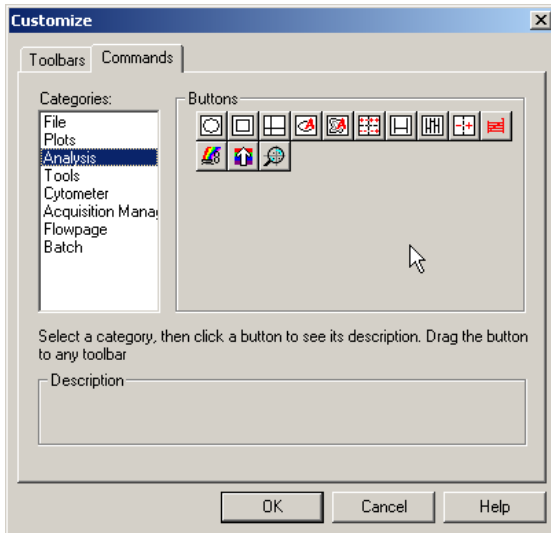 Customize
Toolbars
Commands
Categories:
Buttons
File
Plots
Analysis
Tools
Cytometer
Acquisition Mana
Flowpage
Batch
Select a category, then click a button to see its description. Drag the button
to any toolbar
Description
OK
Cancel
Help